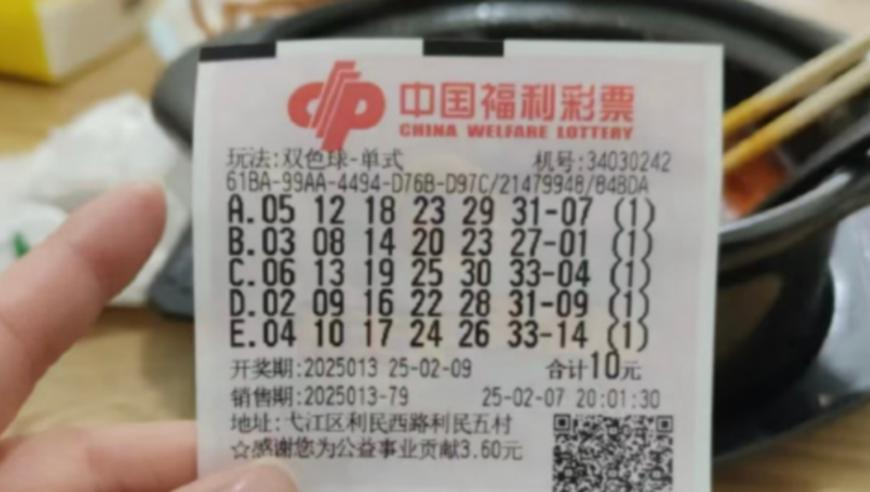 中国福利彩票
CHINA WELFARE LOTTERY
玩法:双色球-单式 机号:34030242
61BA-99AA-4494-D76B-D97C/21479948/848DA
A.05 12 18 23 29 31-07 (1)
B.03 08 14 20 23 27-01 (1)
C.06 13 19 25 30 33-04 (1)
D.02 09 16 22 28 31-09 (1)
E.04 10 17 24 26 33-14 (1)
开奖期:2025013 25-02-09 合计10元
销售期:2025013-79 25-02-07 20:01:30
地址:弋江区利民西路利民五村
☆感谢您为公益事业贡献3.60元